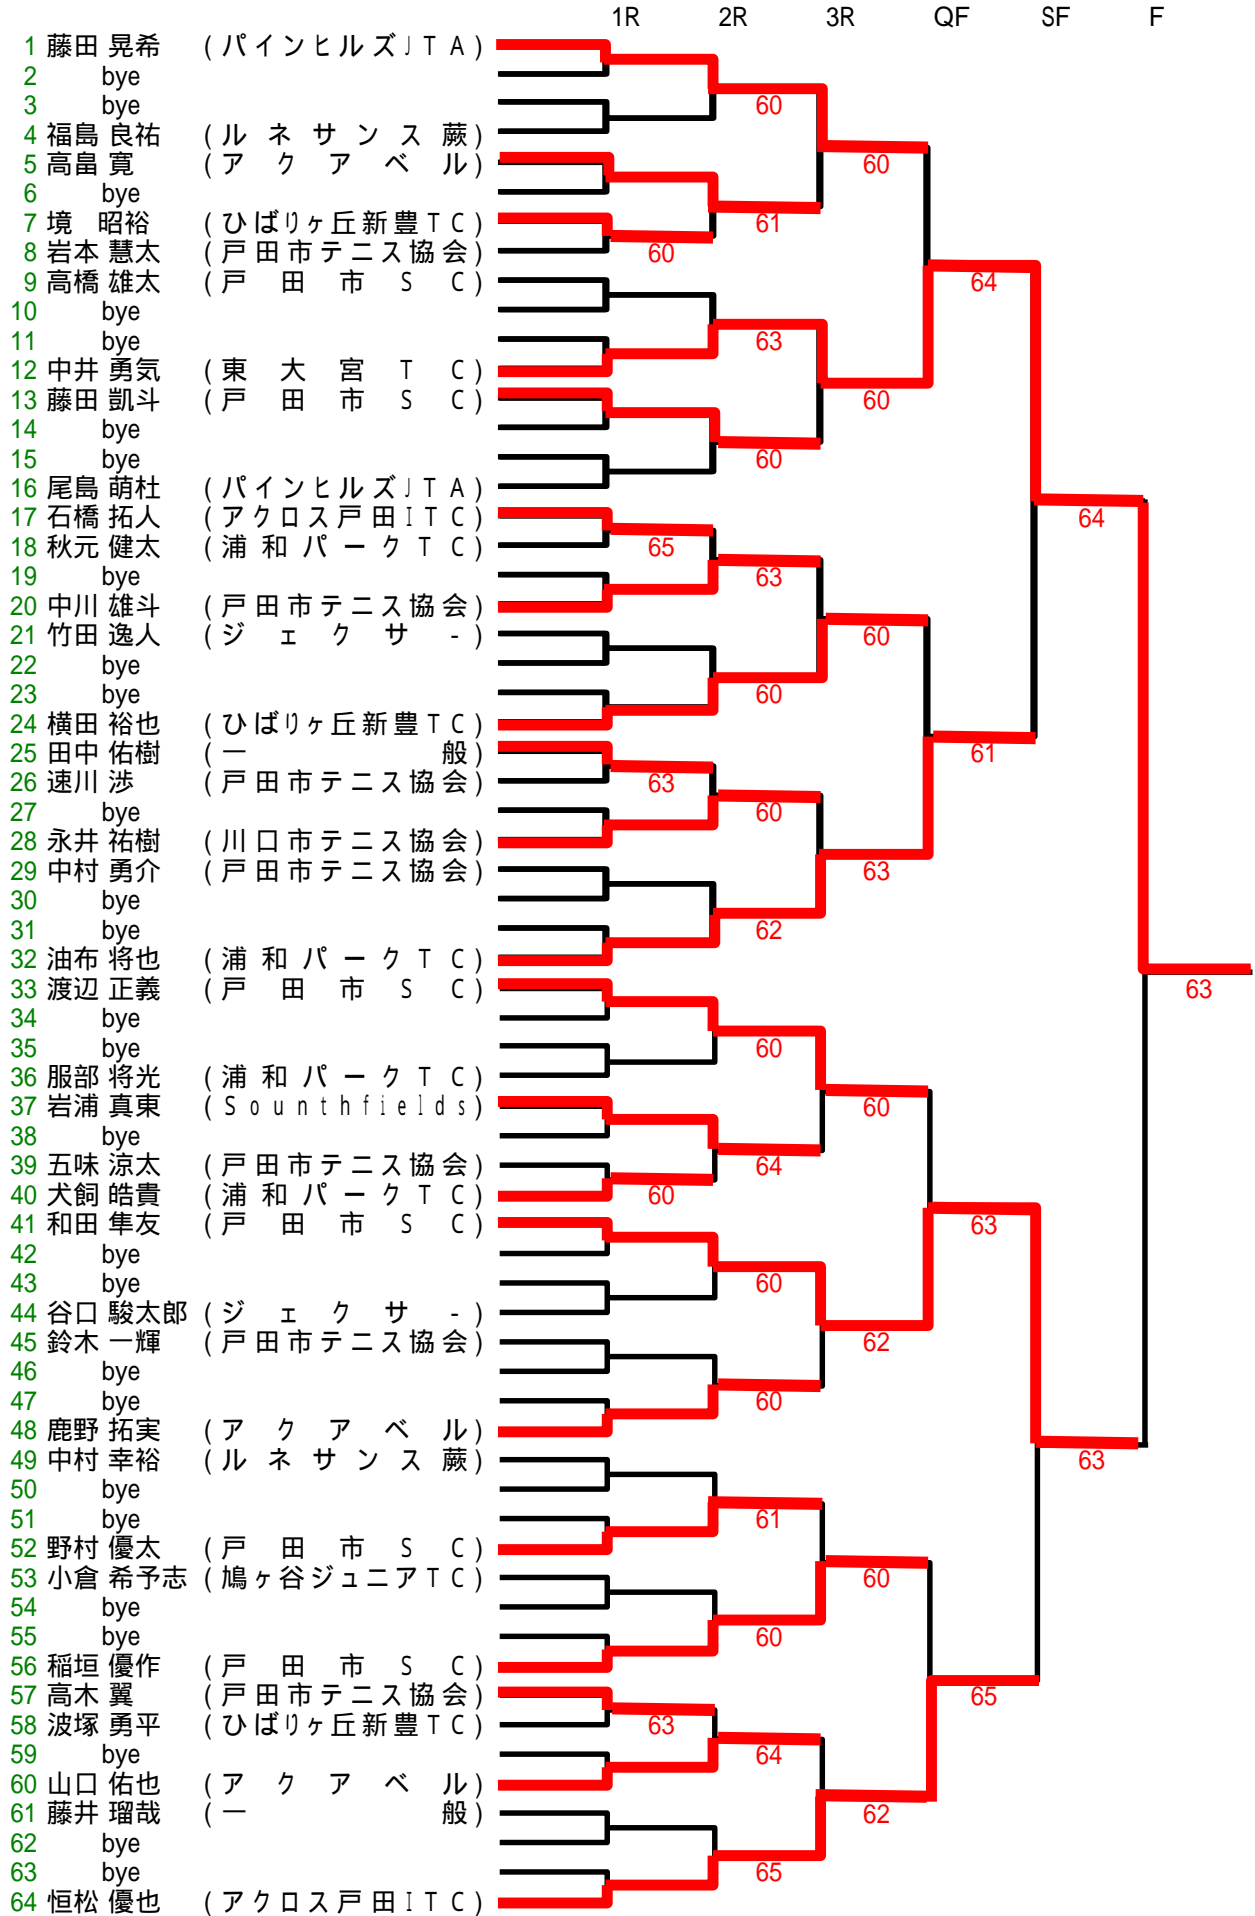 1R 2R 3R QF SF F
1 藤田 晃希 (パインヒルズJTA)
2 bye
3 bye
60
4 福島 良祐 (ルネサンス蕨)
5 高畠 寛 (アクアベル)
60
6 bye
7 境 昭裕 (ひばりヶ丘新豊TC)
61
8 岩本 慧太 (戸田市テニス協会)
60
9 高橋 雄太 (戸田市SC)
64
10 bye
11 bye
63
12 中井 勇気 (東大宮TC)
13 藤田 凱斗 (戸田市SC)
60
14 bye
15 bye
60
16 尾島 萌杜 (パインヒルズJTA)
17 石橋 拓人 (アクロス戸田ITC)
64
18 秋元 健太 (浦和パークTC)
65
19 bye
63
20 中川 雄斗 (戸田市テニス協会)
21 竹田 逸人 (ジェクサ-)
60
22 bye
23 bye
60
24 横田 裕也 (ひばりヶ丘新豊TC)
25 田中 佑樹 (一般)
61
26 速川 渉 (戸田市テニス協会)
63
27 bye
60
28 永井 祐樹 (川口市テニス協会)
29 中村 勇介 (戸田市テニス協会)
63
30 bye
31 bye
62
32 油布 将也 (浦和パークTC)
33 渡辺 正義 (戸田市SC)
63
34 bye
35 bye
60
36 服部 将光 (浦和パークTC)
37 岩浦 真東 (Sounthfields)
60
38 bye
39 五味 涼太 (戸田市テニス協会)
64
40 犬飼 皓貴 (浦和パークTC)
60
41 和田 隼友 (戸田市SC)
63
42 bye
43 bye
60
44 谷口 駿太郎 (ジェクサ-)
45 鈴木 一輝 (戸田市テニス協会)
62
46 bye
47 bye
60
48 鹿野 拓実 (アクアベル)
49 中村 幸裕 (ルネサンス蕨)
63
50 bye
51 bye
61
52 野村 優太 (戸田市SC)
53 小倉 希予志 (鳩ヶ谷ジュニアTC)
60
54 bye
55 bye
60
56 稲垣 優作 (戸田市SC)
57 高木 翼 (戸田市テニス協会)
65
58 波塚 勇平 (ひばりヶ丘新豊TC)
63
59 bye
64
60 山口 佑也 (アクアベル)
61 藤井 瑠哉 (一般)
62
62 bye
63 bye
65
64 恒松 優也 (アクロス戸田ITC)